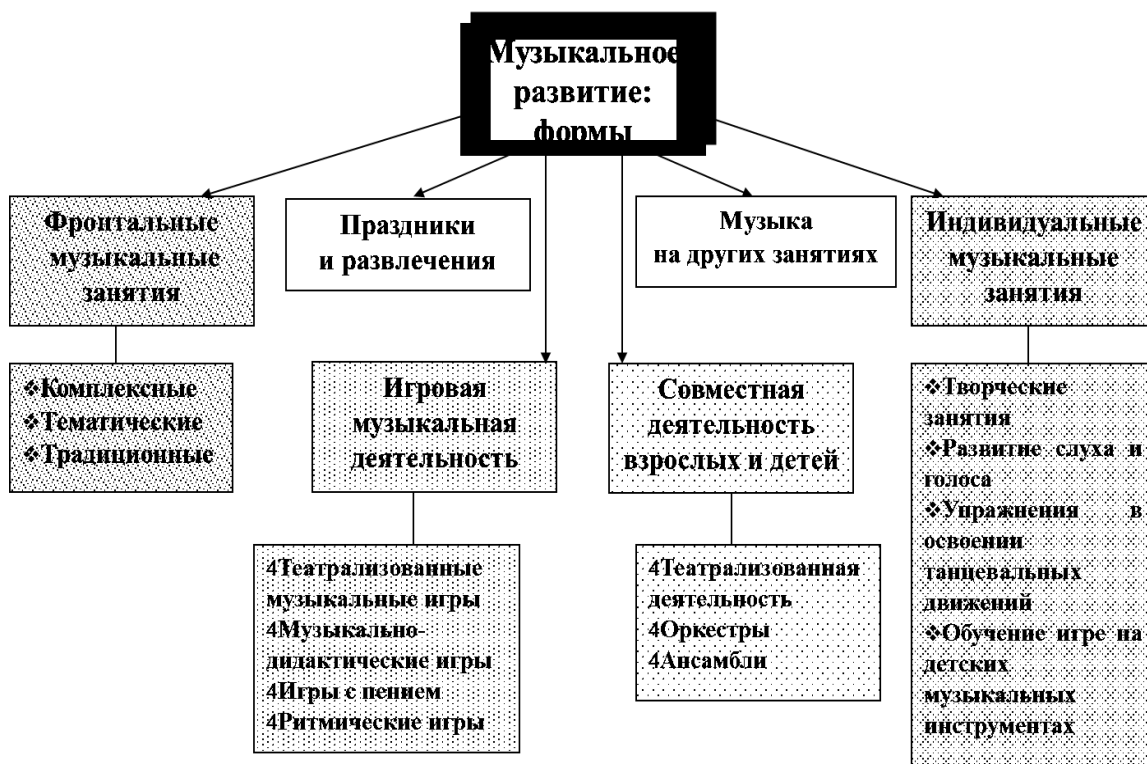 Музыкальное
развитие:
формы
Фронтальные
музыкальные
занятия
Праздники
и развлечения
Музыка
на других занятиях
Индивидуальные
музыкальные
занятия
❖Комплексные
❖Тематические
❖Традиционные
Игровая
музыкальная
деятельность
Совместная
деятельность
взрослых и детей
❖Творческие
занятия
❖Развитие слуха и
голоса
❖Упражнения в
освоении
танцевальных
движений
❖Обучение игре на
детских
музыкальных
инструментах
4Театрализованные
музыкальные игры
4Музыкально-
дидактические игры
4Игры с пением
4Ритмические игры
4Театрализованная
деятельность
4Оркестры
4Ансамбли